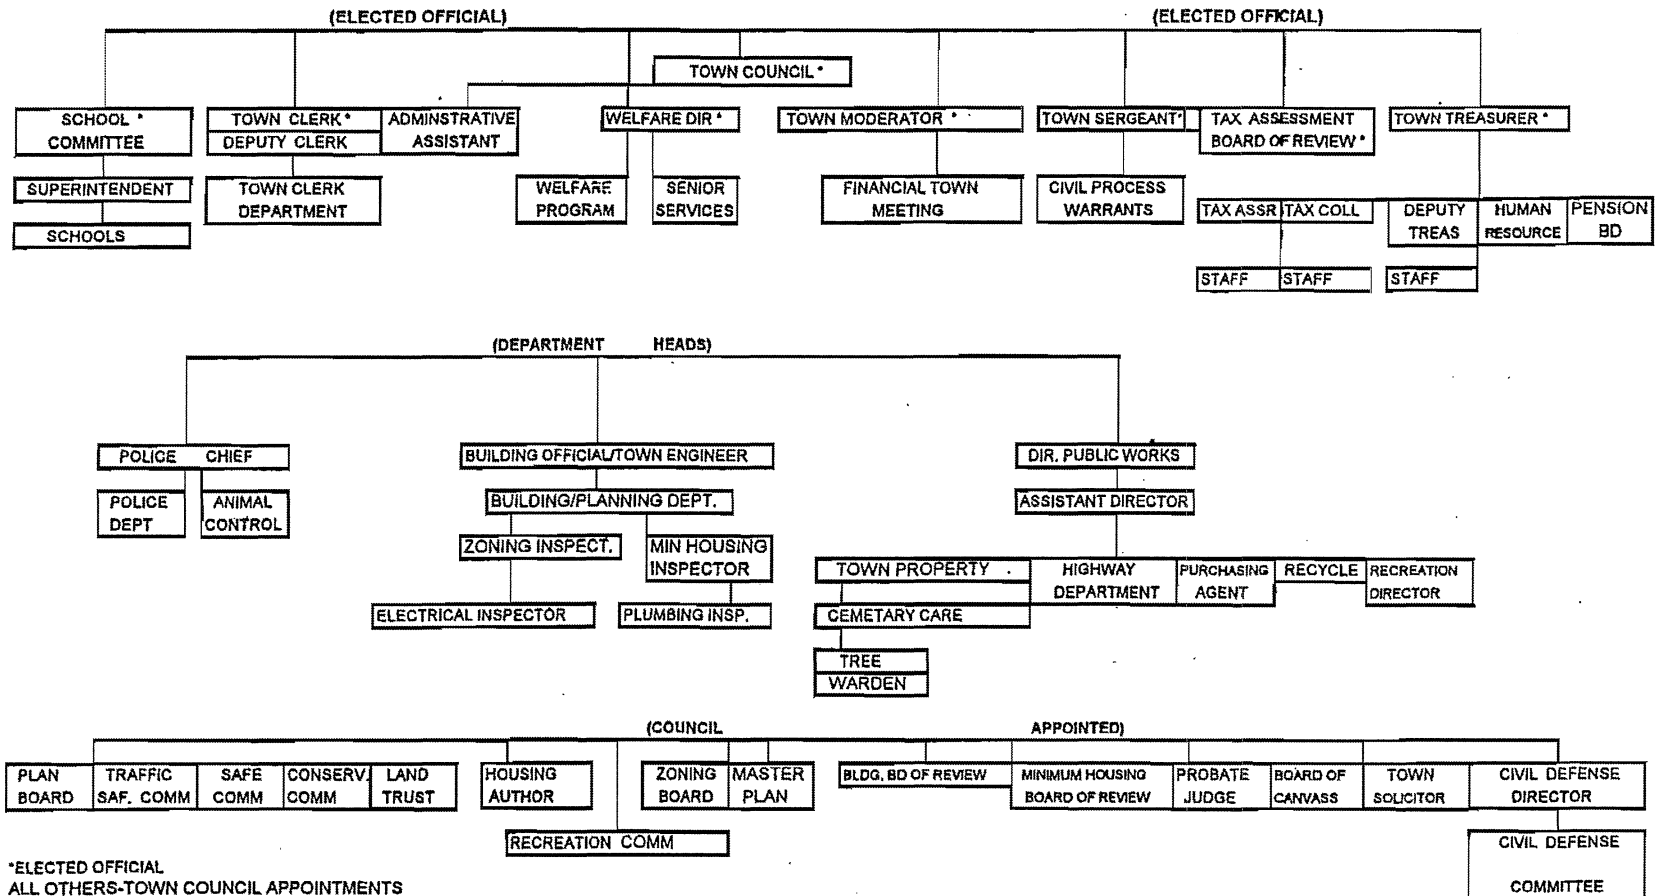 (ELECTED OFFICIAL) (ELECTED OFFICIAL)
TOWN COUNCIL *
SCHOOL *
COMMITTEE
TOWN CLERK *
DEPUTY CLERK
ADMINSTRATIVE
ASSISTANT
WELFARE DIR *
TOWN MODERATOR *
TOWN SERGEANT *
TAX ASSESSMENT
BOARD OF REVIEW *
TOWN TREASURER *
SUPERINTENDENT
SCHOOLS
TOWN CLERK
DEPARTMENT
WELFARE
PROGRAM
SENIOR
SERVICES
FINANCIAL TOWN
MEETING
CIVIL PROCESS
WARRANTS
TAX ASSR
TAX COLL
DEPUTY
TREAS
HUMAN
RESOURCE
PENSION
BD
STAFF
STAFF
STAFF
(DEPARTMENT HEADS)
POLICE CHIEF
POLICE
DEPT
ANIMAL
CONTROL
BUILDING OFFICIAL/TOWN ENGINEER
BUILDING/PLANNING DEPT.
ZONING INSPECT.
MIN HOUSING
INSPECTOR
ELECTRICAL INSPECTOR
PLUMBING INSP.
DIR. PUBLIC WORKS
ASSISTANT DIRECTOR
TOWN PROPERTY
HIGHWAY
DEPARTMENT
PURCHASING
AGENT
RECYCLE
RECREATION
DIRECTOR
CEMETARY CARE
TREE
WARDEN
(COUNCIL APPOINTED)
PLAN
BOARD
TRAFFIC
SAF. COMM
SAFE
COMM
CONSERV.
COMM
LAND
TRUST
HOUSING
AUTHOR
ZONING
BOARD
MASTER
PLAN
BLDG, BD OF REVIEW
MINIMUM HOUSING
BOARD OF REVIEW
PROBATE
JUDGE
BOARD OF
CANVASS
TOWN
SOLICITOR
CIVIL DEFENSE
DIRECTOR
RECREATION COMM
CIVIL DEFENSE
COMMITTEE
*ELECTED OFFICIAL
ALL OTHERS-TOWN COUNCIL APPOINTMENTS